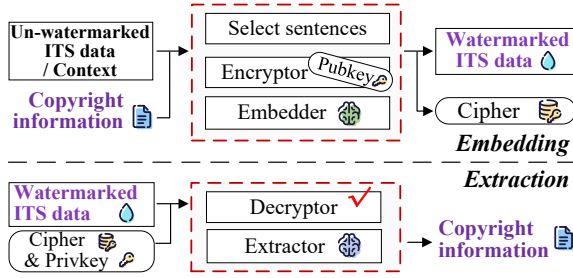 Un-watermarked
ITS data
/ Context
Copyright
information
Select sentences
Encryptor
Pubkey
Embedder
Watermarked
ITS data
Cipher
Embedding
Extraction
Watermarked
ITS data
Cipher
& Privkey
Decryptor
Extractor
Copyright
information